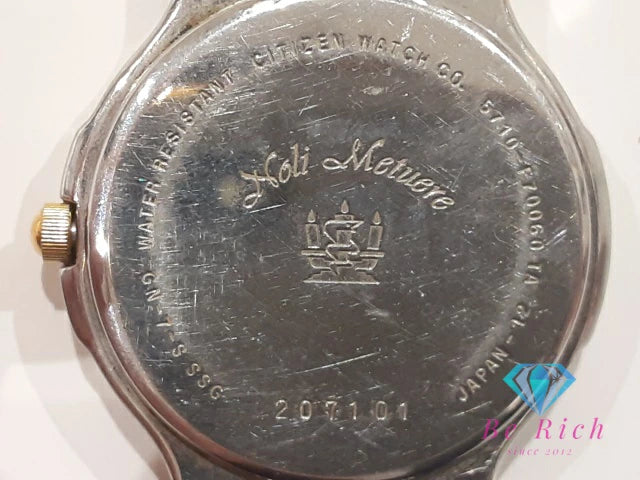 WATER RESISTANT CITIZEN WATCH CO. 5710-F70060 TA
JAPAN-12
GN-4-S SSG
Noli Metuere
207101
Be Rich
since 2012